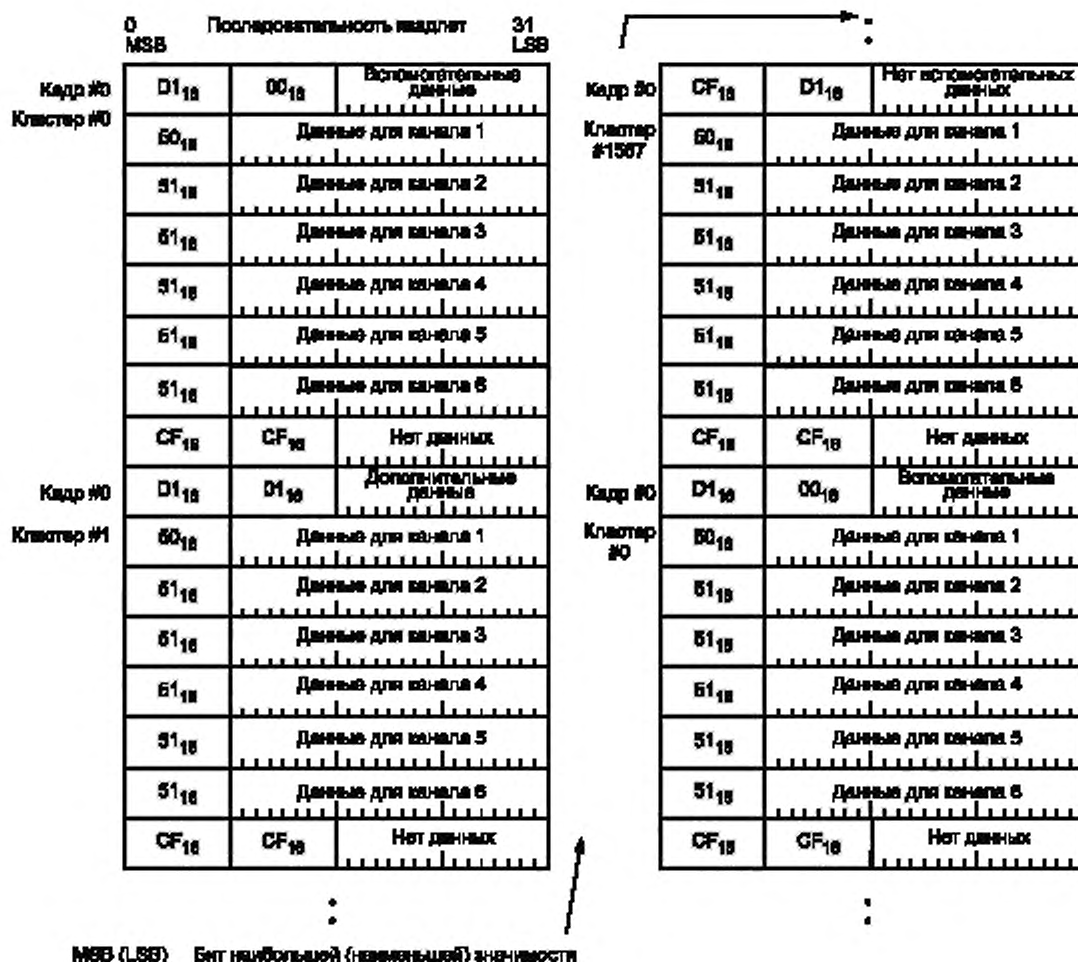 0 Последовательность квадлет 31
MSB LSB
Кадр #0 D1₁₆ 00₁₆ Вспомогательные данные
Кластер #0 50₁₆ Данные для канала 1
51₁₆ Данные для канала 2
51₁₆ Данные для канала 3
51₁₆ Данные для канала 4
51₁₆ Данные для канала 5
51₁₆ Данные для канала 6
CF₁₆ CF₁₆ Нет данных
Кадр #0 D1₁₆ D1₁₆ Дополнительные данные
Кластер #1 50₁₆ Данные для канала 1
51₁₆ Данные для канала 2
51₁₆ Данные для канала 3
51₁₆ Данные для канала 4
51₁₆ Данные для канала 5
51₁₆ Данные для канала 6
CF₁₆ CF₁₆ Нет данных
Кадр #0 CF₁₆ D1₁₆ Нет вспомогательных данных
Кластер #1567 50₁₆ Данные для канала 1
51₁₆ Данные для канала 2
51₁₆ Данные для канала 3
51₁₆ Данные для канала 4
51₁₆ Данные для канала 5
51₁₆ Данные для канала 6
CF₁₆ CF₁₆ Нет данных
Кадр #0 D1₁₆ 00₁₆ Вспомогательные данные
Кластер #0 50₁₆ Данные для канала 1
51₁₆ Данные для канала 2
51₁₆ Данные для канала 3
51₁₆ Данные для канала 4
51₁₆ Данные для канала 5
51₁₆ Данные для канала 6
CF₁₆ CF₁₆ Нет данных
MSB (LSB) Бит наибольшей (наименьшей) значимости